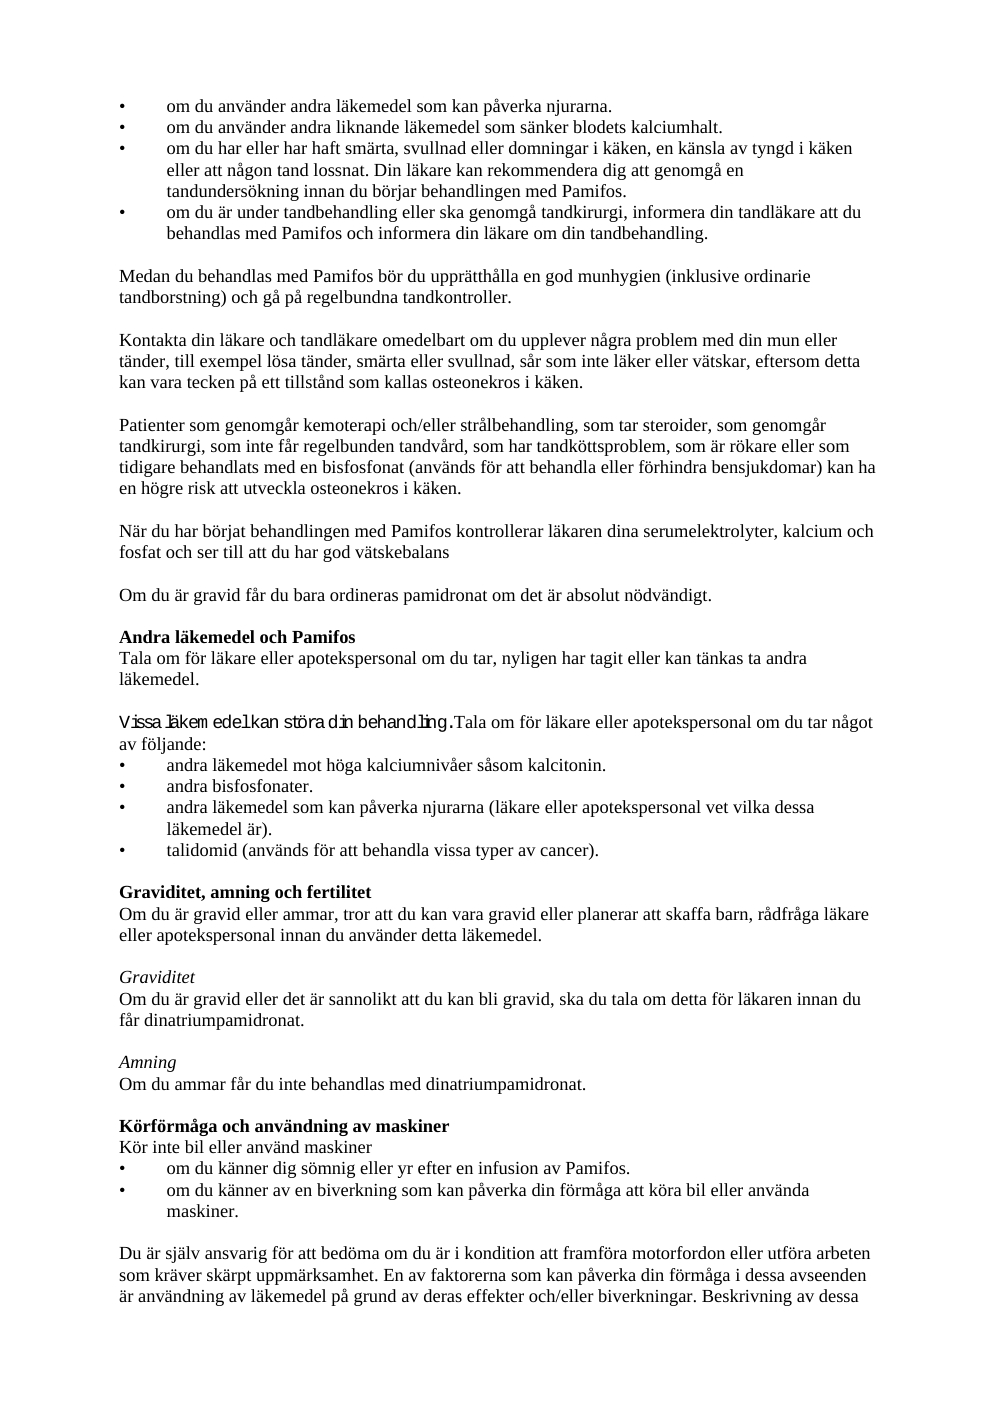 • om du använder andra läkemedel som kan påverka njurarna.
• om du använder andra liknande läkemedel som sänker blodets kalciumhalt.
• om du har eller har haft smärta, svullnad eller domningar i käken, en känsla av tyngd i käken
eller att någon tand lossnat. Din läkare kan rekommendera dig att genomgå en
tandundersökning innan du börjar behandlingen med Pamifos.
• om du är under tandbehandling eller ska genomgå tandkirurgi, informera din tandläkare att du
behandlas med Pamifos och informera din läkare om din tandbehandling.
Medan du behandlas med Pamifos bör du upprätthålla en god munhygien (inklusive ordinarie
tandborstning) och gå på regelbundna tandkontroller.
Kontakta din läkare och tandläkare omedelbart om du upplever några problem med din mun eller
tänder, till exempel lösa tänder, smärta eller svullnad, sår som inte läker eller vätskar, eftersom detta
kan vara tecken på ett tillstånd som kallas osteonekros i käken.
Patienter som genomgår kemoterapi och/eller strålbehandling, som tar steroider, som genomgår
tandkirurgi, som inte får regelbunden tandvård, som har tandköttsproblem, som är rökare eller som
tidigare behandlats med en bisfosfonat (används för att behandla eller förhindra bensjukdomar) kan ha
en högre risk att utveckla osteonekros i käken.
När du har börjat behandlingen med Pamifos kontrollerar läkaren dina serumelektrolyter, kalcium och
fosfat och ser till att du har god vätskebalans
Om du är gravid får du bara ordineras pamidronat om det är absolut nödvändigt.
Andra läkemedel och Pamifos
Tala om för läkare eller apotekspersonal om du tar, nyligen har tagit eller kan tänkas ta andra
läkemedel.
Vissa läkemedel kan störa din behandling. Tala om för läkare eller apotekspersonal om du tar något
av följande:
• andra läkemedel mot höga kalciumnivåer såsom kalcitonin.
• andra bisfosfonater.
• andra läkemedel som kan påverka njurarna (läkare eller apotekspersonal vet vilka dessa
läkemedel är).
• talidomid (används för att behandla vissa typer av cancer).
Graviditet, amning och fertilitet
Om du är gravid eller ammar, tror att du kan vara gravid eller planerar att skaffa barn, rådfråga läkare
eller apotekspersonal innan du använder detta läkemedel.
Graviditet
Om du är gravid eller det är sannolikt att du kan bli gravid, ska du tala om detta för läkaren innan du
får dinatriumpamidronat.
Amning
Om du ammar får du inte behandlas med dinatriumpamidronat.
Körförmåga och användning av maskiner
Kör inte bil eller använd maskiner
• om du känner dig sömnig eller yr efter en infusion av Pamifos.
• om du känner av en biverkning som kan påverka din förmåga att köra bil eller använda
maskiner.
Du är själv ansvarig för att bedöma om du är i kondition att framföra motorfordon eller utföra arbeten
som kräver skärpt uppmärksamhet. En av faktorerna som kan påverka din förmåga i dessa avseenden
är användning av läkemedel på grund av deras effekter och/eller biverkningar. Beskrivning av dessa